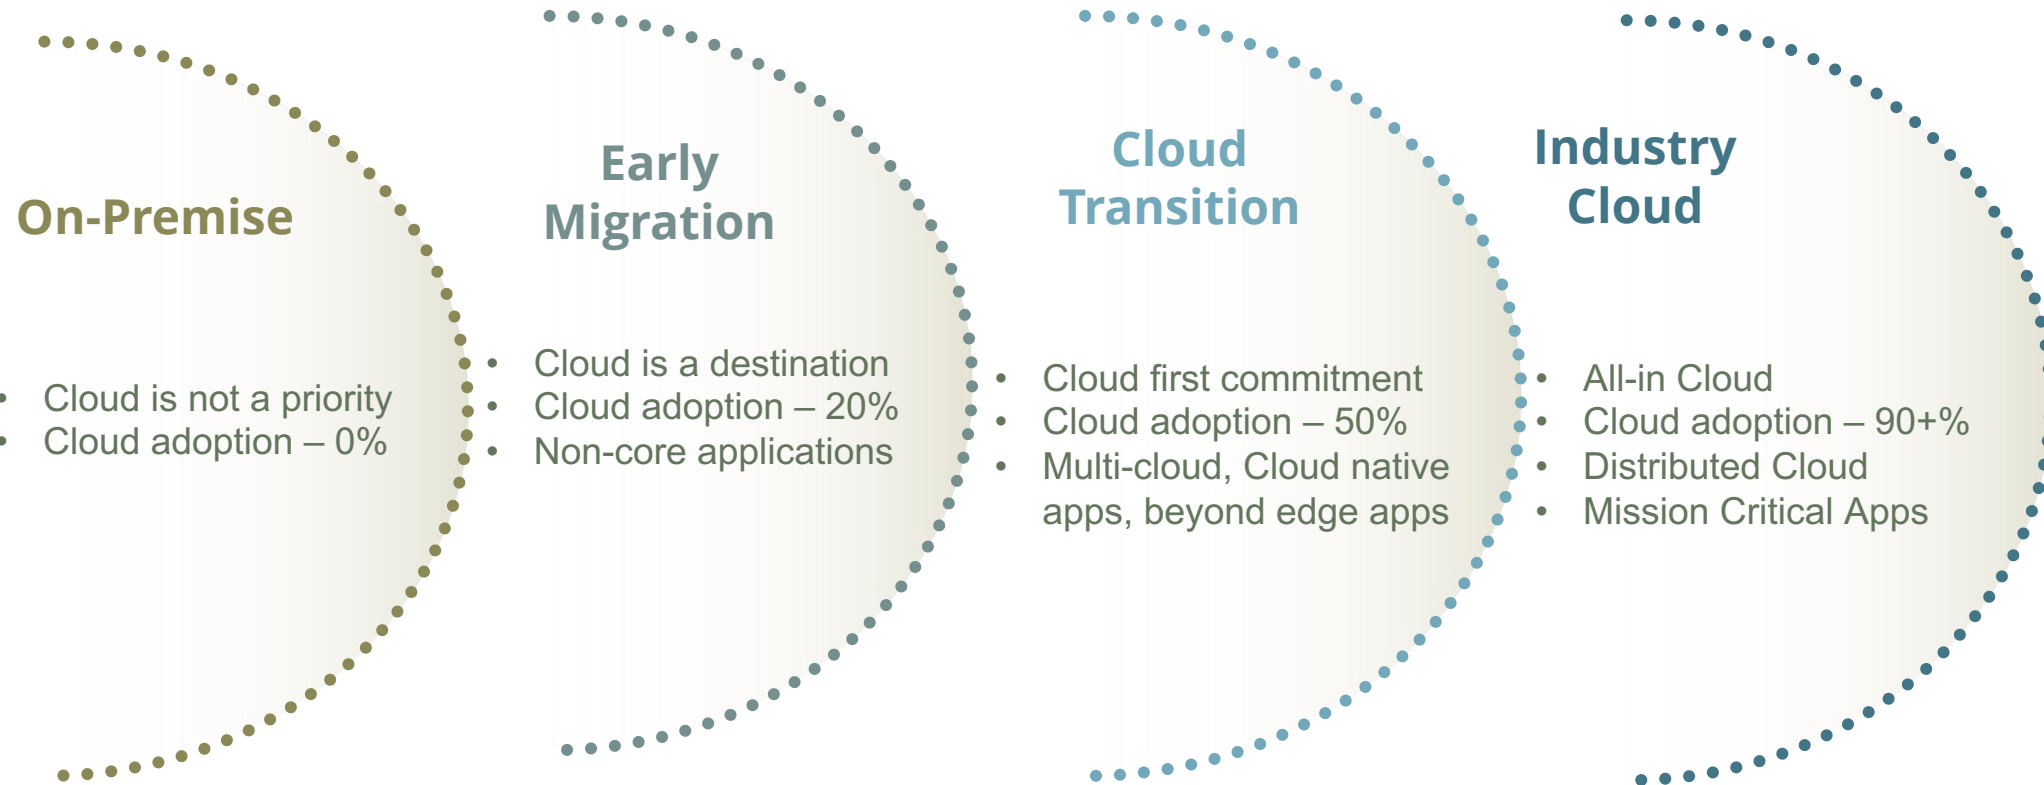 On-Premise
• Cloud is not a priority
• Cloud adoption – 0%
Early
Migration
• Cloud is a destination
• Cloud adoption – 20%
• Non-core applications
Cloud
Transition
• Cloud first commitment
• Cloud adoption – 50%
• Multi-cloud, Cloud native
apps, beyond edge apps
Industry
Cloud
• All-in Cloud
• Cloud adoption – 90+%
• Distributed Cloud
• Mission Critical Apps